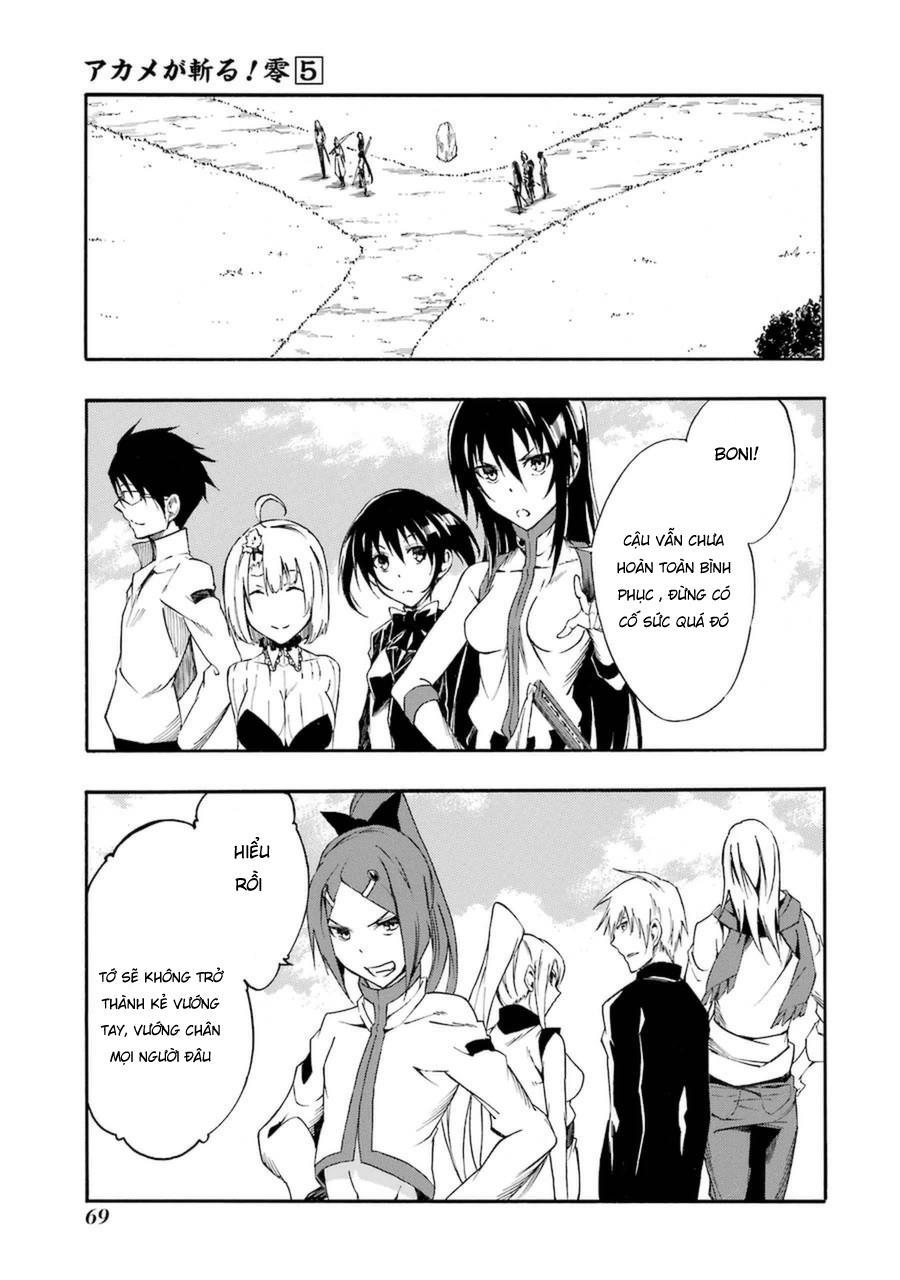 アカメが斬る！零5
BONI!
CẬU VẪN CHƯA
HOÀN TOÀN BÌNH
PHỤC , ĐỪNG CÓ
CỐ SỨC QUÁ ĐÓ
HIỂU
RỒI
TỚ SẼ KHÔNG TRỞ
THÀNH KẺ VƯỚNG
TAY, VƯỚNG CHÂN
MỌI NGƯỜI ĐÂU
69